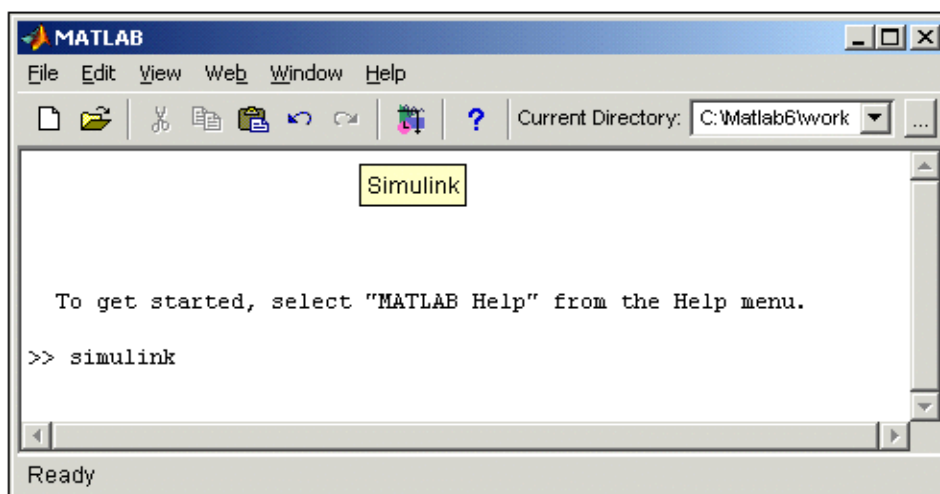 MATLAB
File Edit View Web Window Help
? Current Directory: C:\Matlab6\work ...
Simulink
To get started, select "MATLAB Help" from the Help menu.
>> simulink
Ready